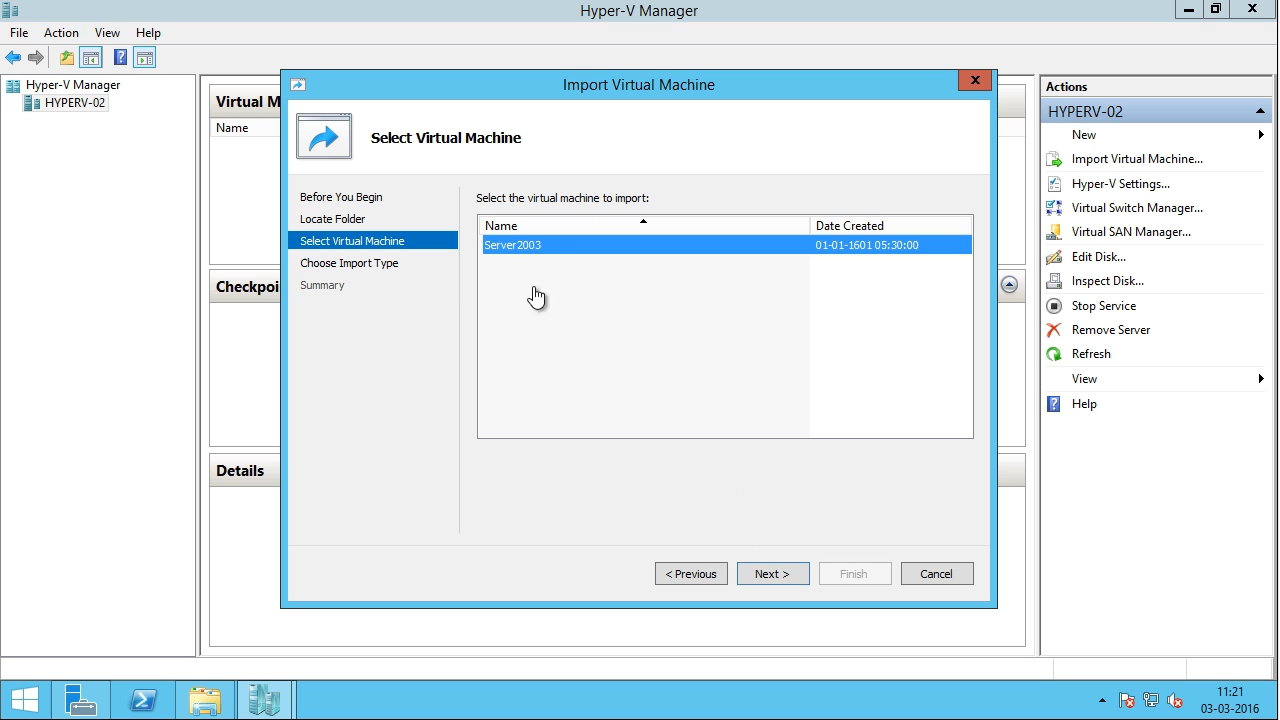 Hyper-V Manager
File Action View Help
Hyper-V Manager
HYPERV-02
Virtual M
Name
Checkpoi
Details
Import Virtual Machine
Select Virtual Machine
Before You Begin
Locate Folder
Select Virtual Machine
Choose Import Type
Summary
Select the virtual machine to import:
Name Date Created
Server2003 01-01-1601 05:30:00
< Previous Next > Finish Cancel
Actions
HYPERV-02
New
Import Virtual Machine...
Hyper-V Settings...
Virtual Switch Manager...
Virtual SAN Manager...
Edit Disk...
Inspect Disk...
Stop Service
Remove Server
Refresh
View
Help
11:21
03-03-2016